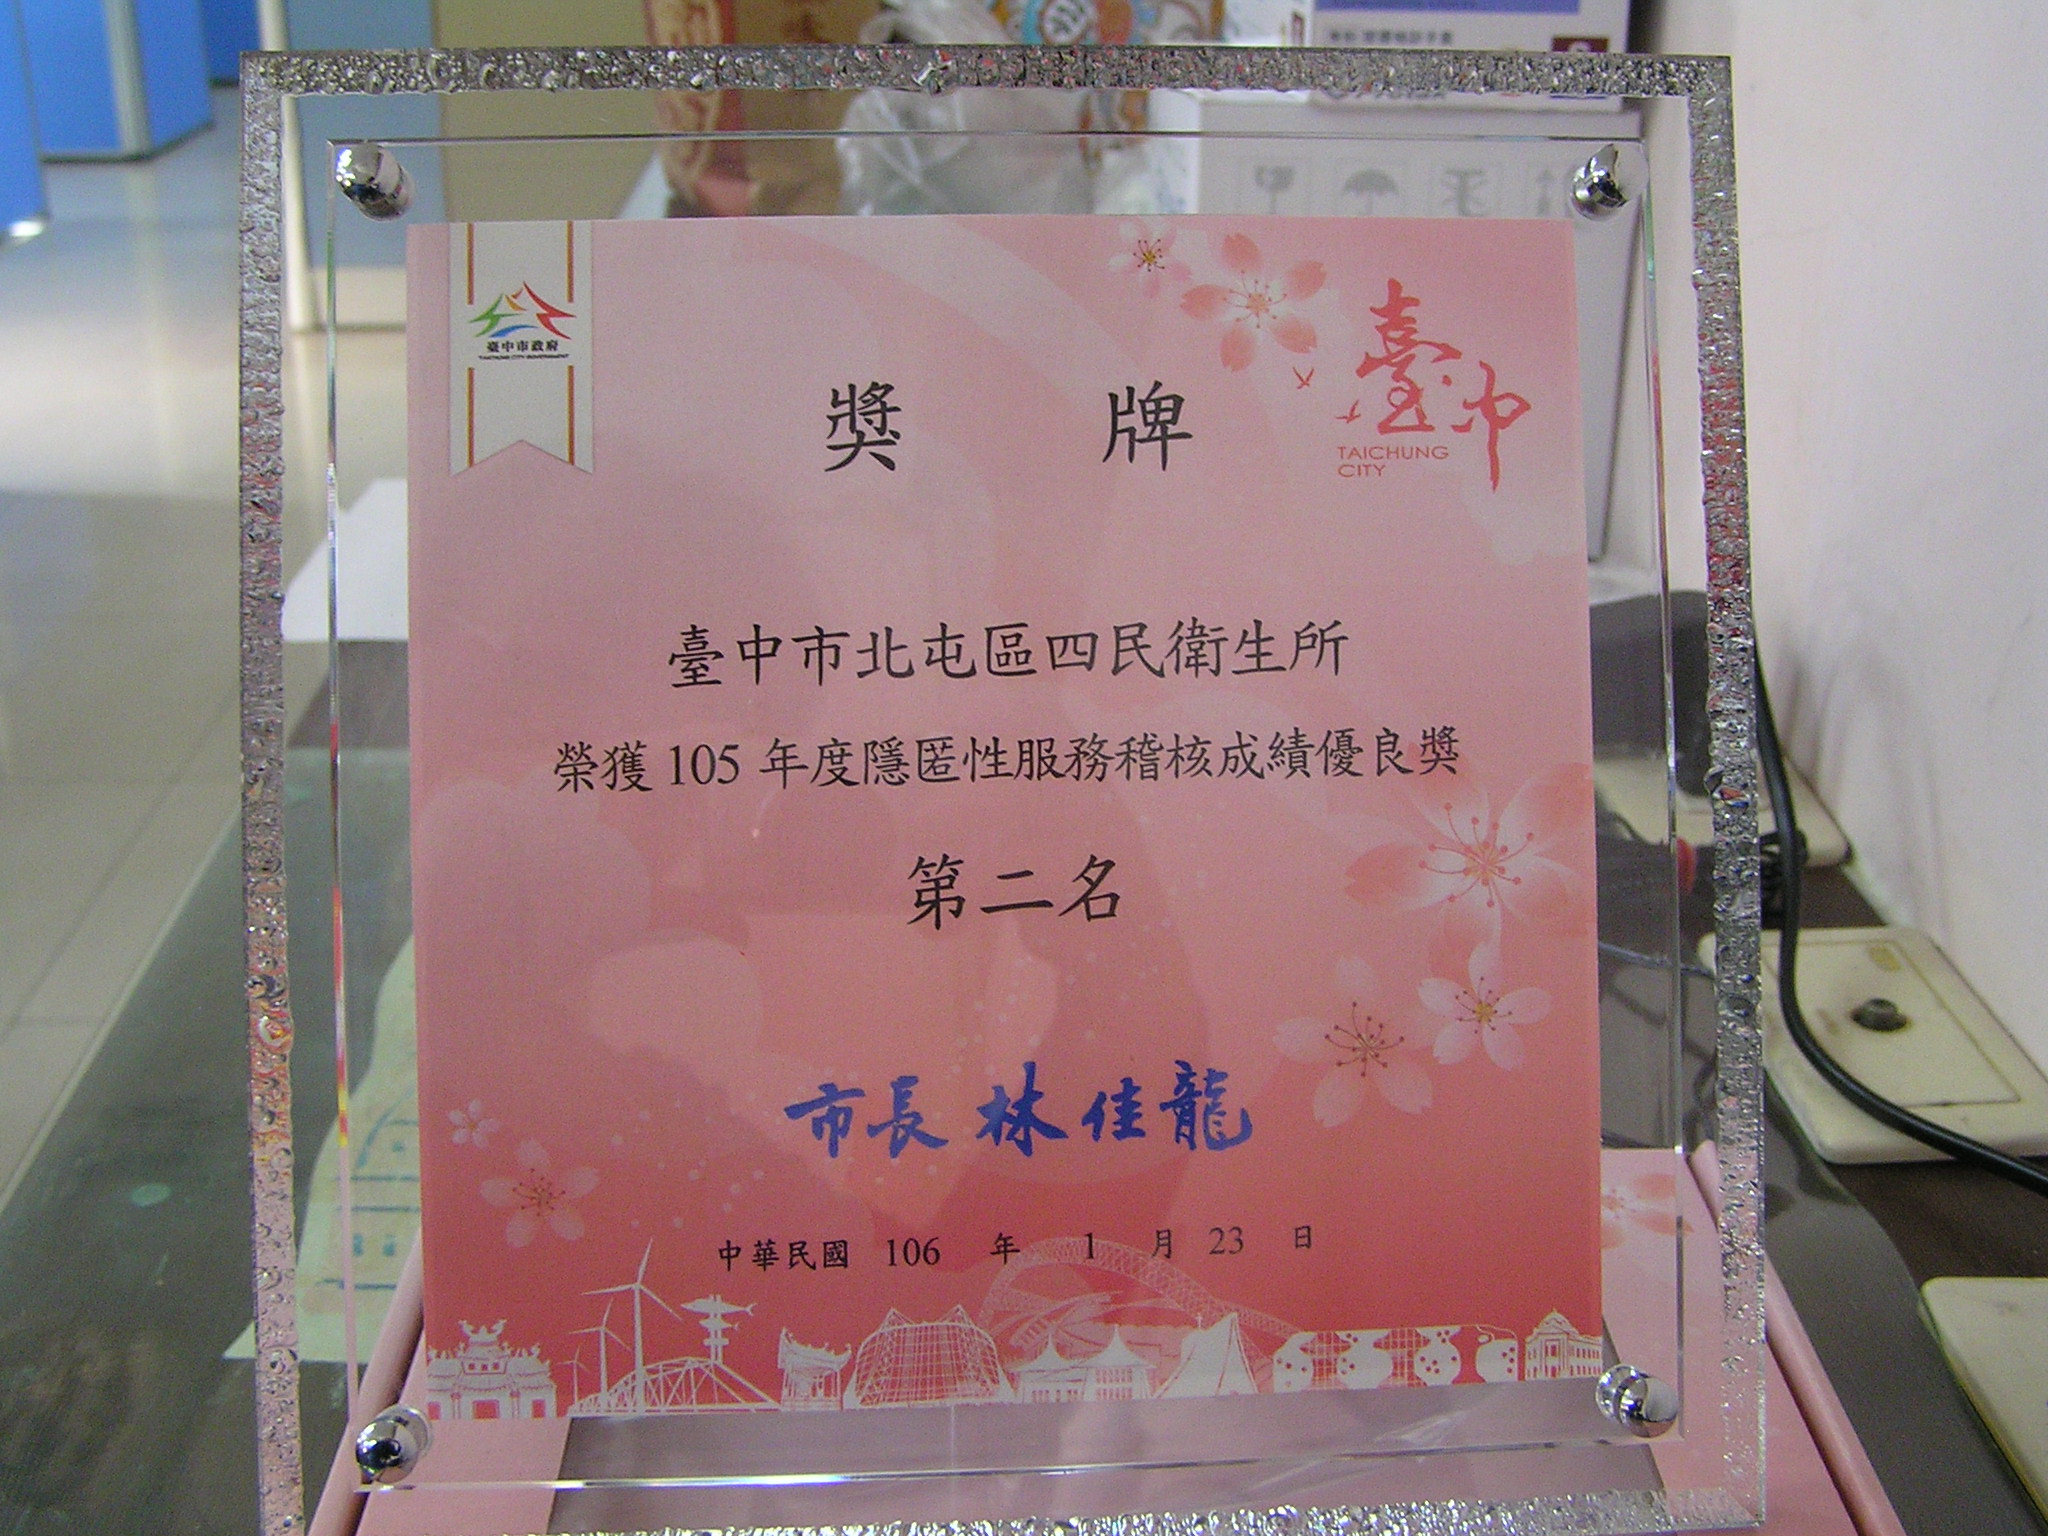 臺中市政府
TAICHUNG CITY GOVERNMENT
臺中
TAICHUNG
CITY
獎 牌
臺中市北屯區四民衛生所
榮獲 105 年度隱匿性服務稽核成績優良獎
第二名
市長 林佳龍
中華民國 106 年 1 月 23 日